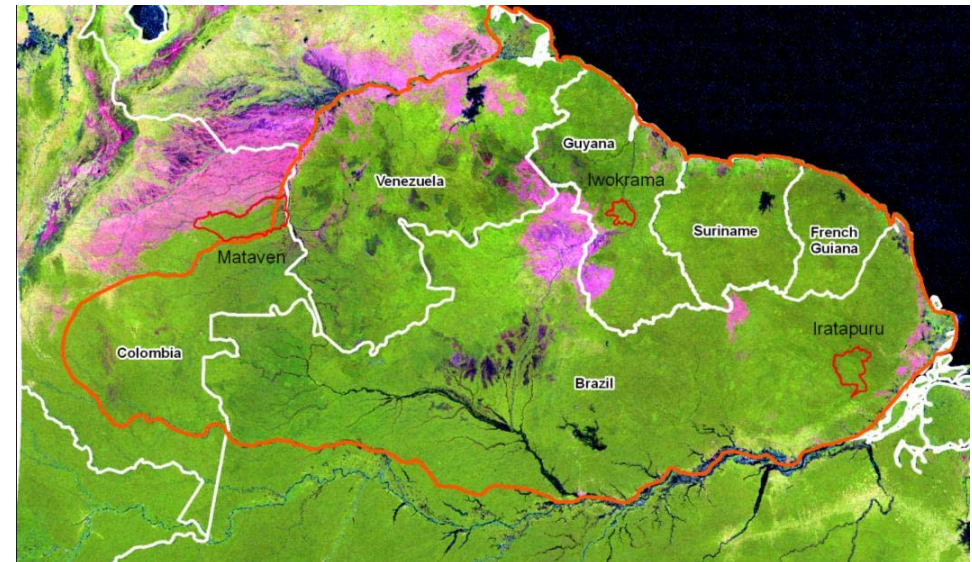 Guyana
Venezuela
Iwokrama
Suriname
French
Guiana
Mataven
Iratapuru
Colombia
Brazil